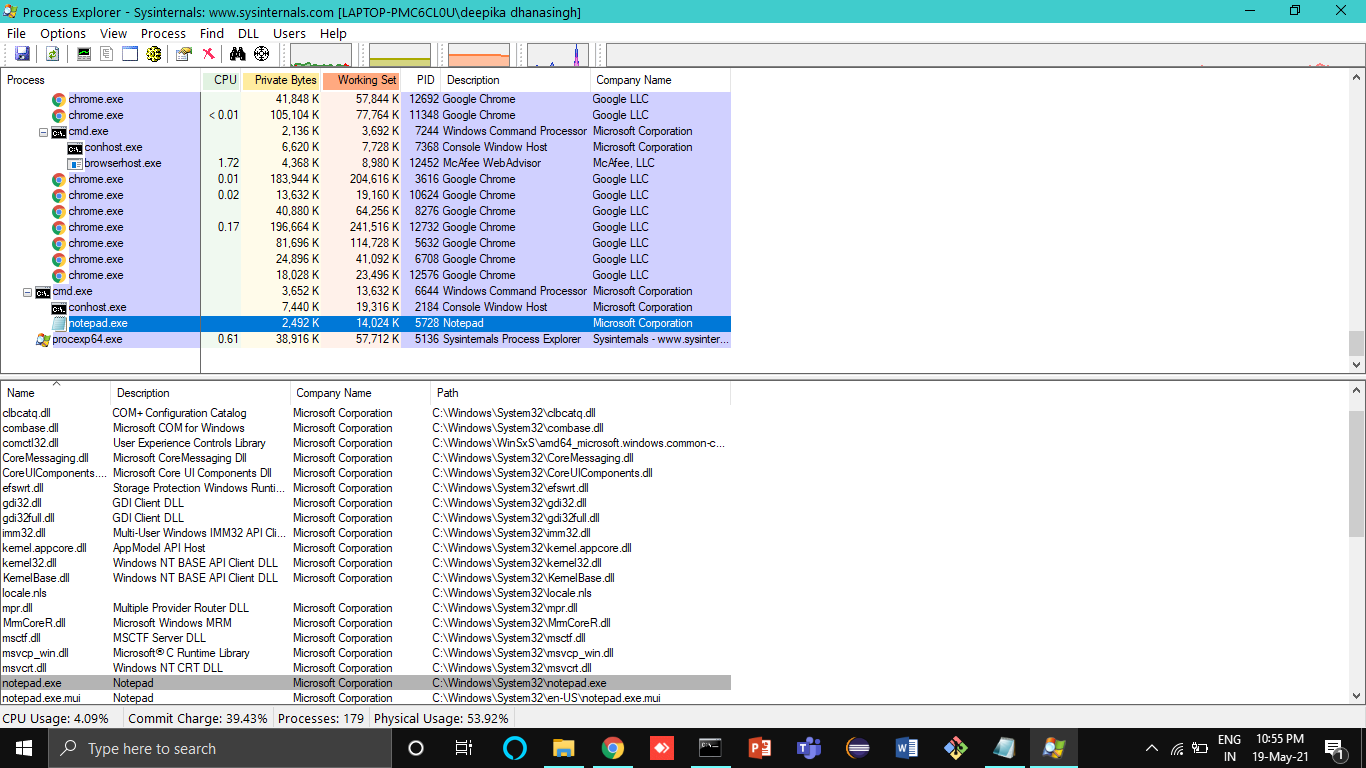 Process Explorer - Sysinternals: www.sysinternals.com [LAPTOP-PMC6CL0U\deepika dhanasingh]
File Options View Process Find DLL Users Help
Process CPU Private Bytes Working Set PID Description Company Name
chrome.exe 41,848 K 57,844 K 12692 Google Chrome Google LLC
chrome.exe < 0.01 105,104 K 77,764 K 11348 Google Chrome Google LLC
cmd.exe 2,136 K 3,692 K 7244 Windows Command Processor Microsoft Corporation
conhost.exe 6,620 K 7,728 K 7368 Console Window Host Microsoft Corporation
browserhost.exe 1.72 4,368 K 8,980 K 12452 McAfee WebAdvisor McAfee, LLC
chrome.exe 0.01 183,944 K 204,616 K 3616 Google Chrome Google LLC
chrome.exe 0.02 13,632 K 19,160 K 10624 Google Chrome Google LLC
chrome.exe 40,880 K 64,256 K 8276 Google Chrome Google LLC
chrome.exe 0.17 196,664 K 241,516 K 12732 Google Chrome Google LLC
chrome.exe 81,696 K 114,728 K 5632 Google Chrome Google LLC
chrome.exe 24,896 K 41,092 K 6708 Google Chrome Google LLC
chrome.exe 18,028 K 23,496 K 12576 Google Chrome Google LLC
cmd.exe 3,652 K 13,632 K 6644 Windows Command Processor Microsoft Corporation
conhost.exe 7,440 K 19,316 K 2184 Console Window Host Microsoft Corporation
notepad.exe 2,492 K 14,024 K 5728 Notepad Microsoft Corporation
procexp64.exe 0.61 38,916 K 57,712 K 5136 Sysinternals Process Explorer Sysinternals - www.sysinter...
Name Description Company Name Path
clbcatq.dll COM+ Configuration Catalog Microsoft Corporation C:\Windows\System32\clbcatq.dll
combase.dll Microsoft COM for Windows Microsoft Corporation C:\Windows\System32\combase.dll
comctl32.dll User Experience Controls Library Microsoft Corporation C:\Windows\WinSxS\amd64_microsoft.windows.common-c...
CoreMessaging.dll Microsoft CoreMessaging Dll Microsoft Corporation C:\Windows\System32\CoreMessaging.dll
CoreUIComponents.... Microsoft Core UI Components Dll Microsoft Corporation C:\Windows\System32\CoreUIComponents.dll
efswrt.dll Storage Protection Windows Runti... Microsoft Corporation C:\Windows\System32\efswrt.dll
gdi32.dll GDI Client DLL Microsoft Corporation C:\Windows\System32\gdi32.dll
gdi32full.dll GDI Client DLL Microsoft Corporation C:\Windows\System32\gdi32full.dll
imm32.dll Multi-User Windows IMM32 API Cli... Microsoft Corporation C:\Windows\System32\imm32.dll
kernel.appcore.dll AppModel API Host Microsoft Corporation C:\Windows\System32\kernel.appcore.dll
kernel32.dll Windows NT BASE API Client DLL Microsoft Corporation C:\Windows\System32\kernel32.dll
KernelBase.dll Windows NT BASE API Client DLL Microsoft Corporation C:\Windows\System32\KernelBase.dll
locale.nls C:\Windows\System32\locale.nls
mpr.dll Multiple Provider Router DLL Microsoft Corporation C:\Windows\System32\mpr.dll
MrmCoreR.dll Microsoft Windows MRM Microsoft Corporation C:\Windows\System32\MrmCoreR.dll
msctf.dll MSCTF Server DLL Microsoft Corporation C:\Windows\System32\msctf.dll
msvcp_win.dll Microsoft® C Runtime Library Microsoft Corporation C:\Windows\System32\msvcp_win.dll
msvcrt.dll Windows NT CRT DLL Microsoft Corporation C:\Windows\System32\msvcrt.dll
notepad.exe Notepad Microsoft Corporation C:\Windows\System32\notepad.exe
notepad.exe.mui Notepad Microsoft Corporation C:\Windows\System32\en-US\notepad.exe.mui
CPU Usage: 4.09% Commit Charge: 39.43% Processes: 179 Physical Usage: 53.92%
Type here to search
ENG 10:55 PM
IN 19-May-21
1